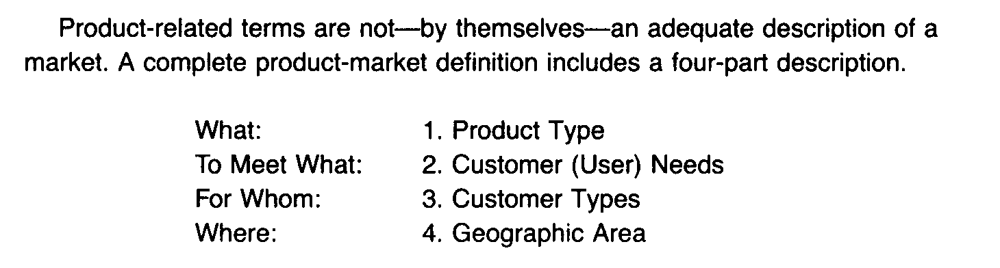 Product-related terms are not—by themselves—an adequate description of a
market. A complete product-market definition includes a four-part description.
What: 1. Product Type
To Meet What: 2. Customer (User) Needs
For Whom: 3. Customer Types
Where: 4. Geographic Area